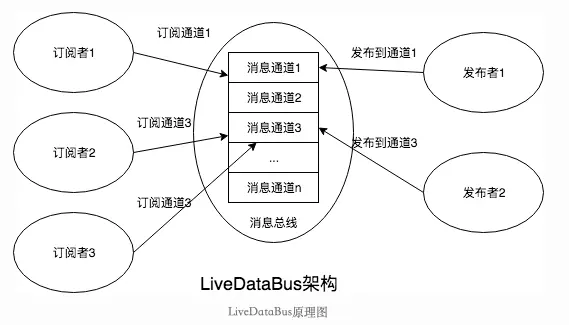 订阅者1
订阅通道1
消息通道1
发布到通道1
发布者1
消息通道2
订阅者2
订阅通道3
消息通道3
发布到通道3
...
订阅者3
订阅通道3
消息通道n
发布者2
消息总线
LiveDataBus架构
LiveDataBus原理图